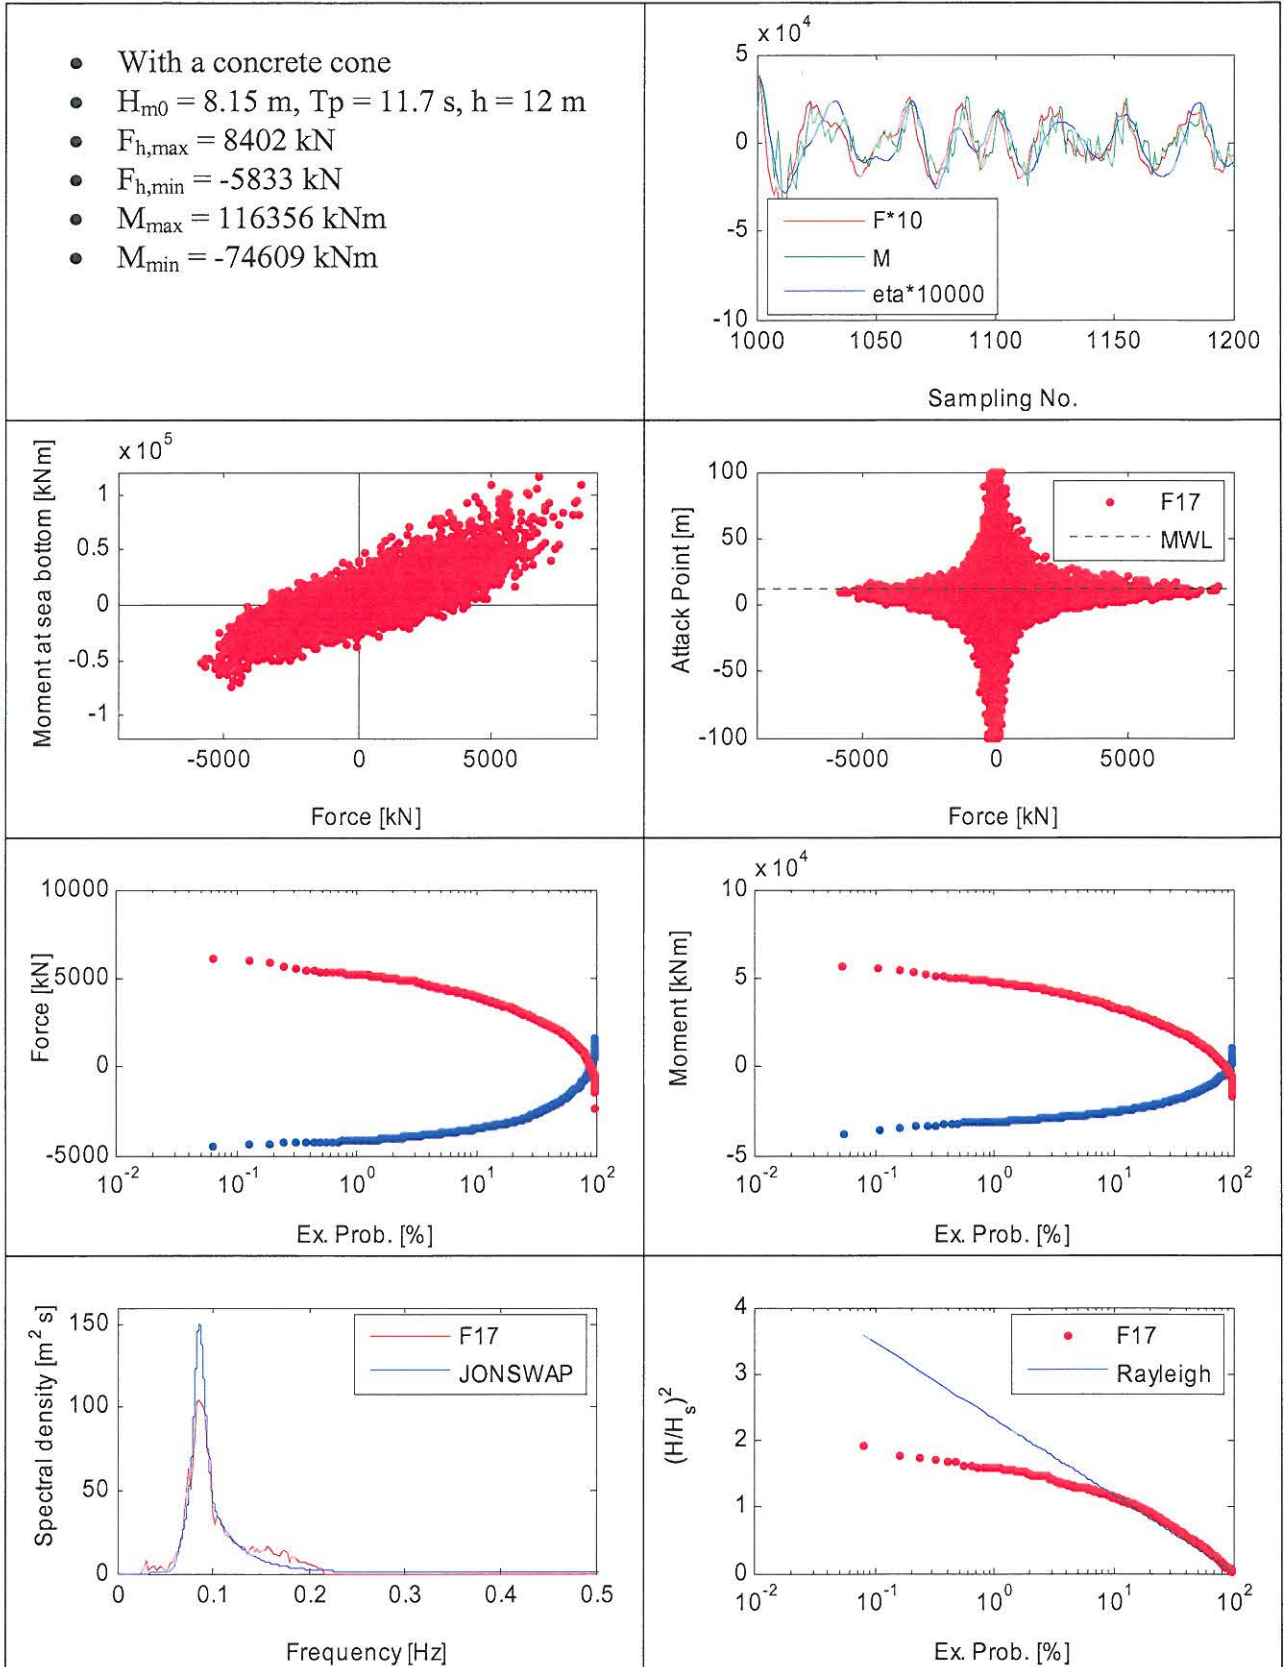 • With a concrete cone
• Hm0 = 8.15 m, Tp = 11.7 s, h = 12 m
• Fh,max = 8402 kN
• Fh,min = -5833 kN
• Mmax = 116356 kNm
• Mmin = -74609 kNm
x 10^4
5
0
-5
-10
F*10
M
eta*10000
1000 1050 1100 1150 1200
Sampling No.
x 10^5
Moment at sea bottom [kNm]
1
0.5
0
-0.5
-1
-5000 0 5000
Force [kN]
Attack Point [m]
100
50
0
-50
-100
F17
MWL
-5000 0 5000
Force [kN]
Force [kN]
10000
5000
0
-5000
10^-2 10^-1 10^0 10^1 10^2
Ex. Prob. [%]
x 10^4
Moment [kNm]
10
5
0
-5
10^-2 10^-1 10^0 10^1 10^2
Ex. Prob. [%]
Spectral density [m^2 s]
150
100
50
0
F17
JONSWAP
0 0.1 0.2 0.3 0.4 0.5
Frequency [Hz]
(H/Hs)^2
4
3
2
1
0
F17
Rayleigh
10^-2 10^-1 10^0 10^1 10^2
Ex. Prob. [%]